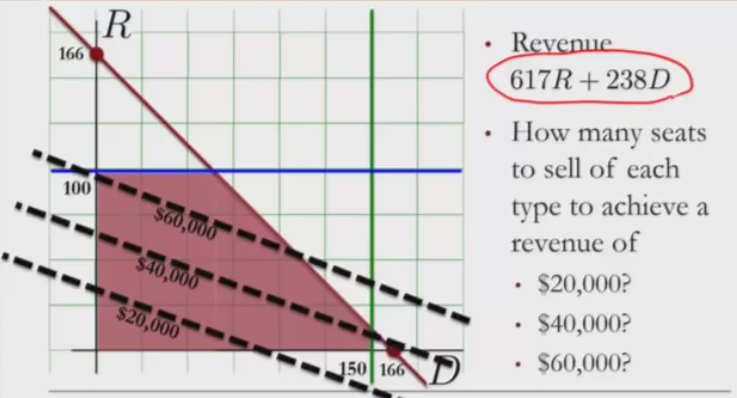 R
166
100
$60,000
$40,000
$20,000
150
166
D
• Revenue
617R + 238D
• How many seats
to sell of each
type to achieve a
revenue of
• $20,000?
• $40,000?
• $60,000?